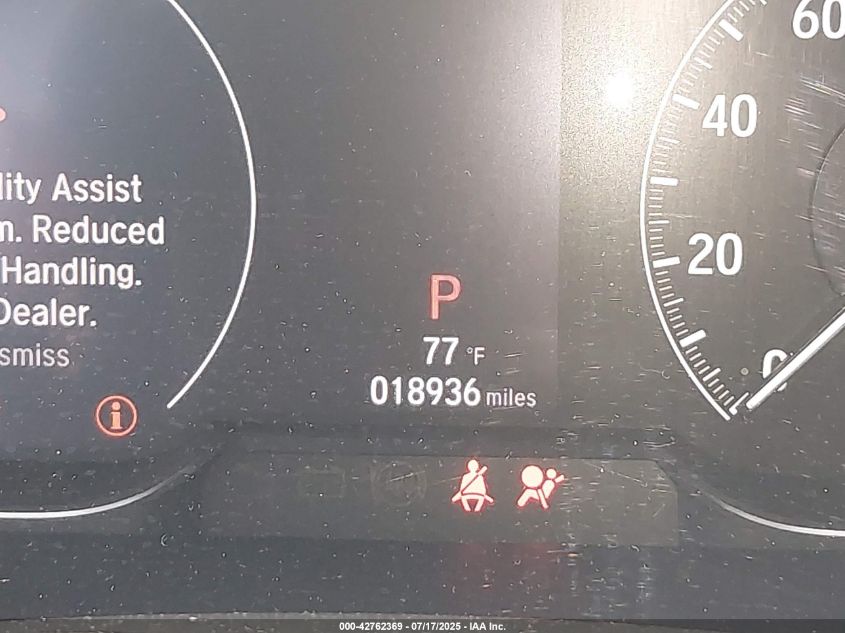 lity Assist
m. Reduced
Handling.
Dealer.
smiss
i
P
77 °F
018936 miles
60
40
20
0
000-42762369 - 07/17/2025 - IAA Inc.